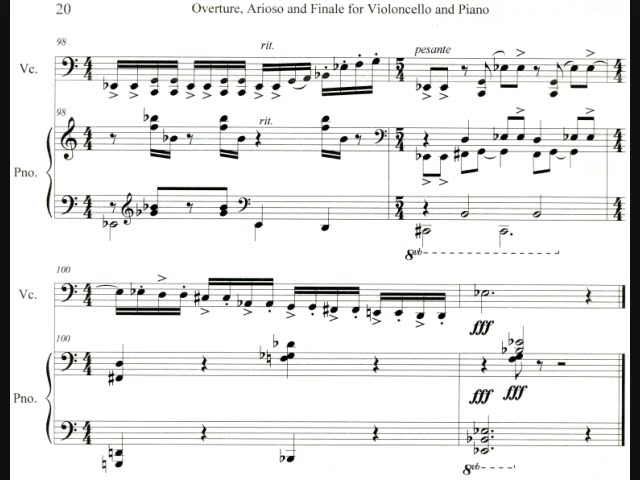 20 Overture, Arioso and Finale for Violoncello and Piano
98 rit. pesante
Vc.
98 rit.
Pno.
8vb
100
Vc.
fff
100
Pno.
fff fff
8vb